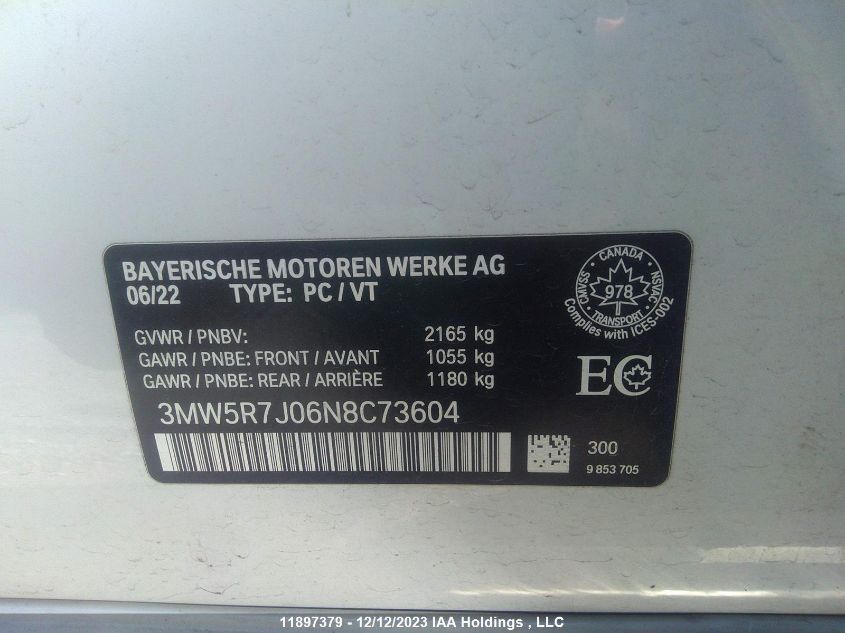 BAYERISCHE MOTOREN WERKE AG
06/22 TYPE: PC / VT
GVWR / PNBV: 2165 kg
GAWR / PNBE: FRONT / AVANT 1055 kg
GAWR / PNBE: REAR / ARRIÈRE 1180 kg
3MW5R7J06N8C73604
CANADA
CMVSS NSVAC
978
TRANSPORT
Complies with ICES-002
EC
300
9 853 705
11897379 - 12/12/2023 IAA Holdings , LLC